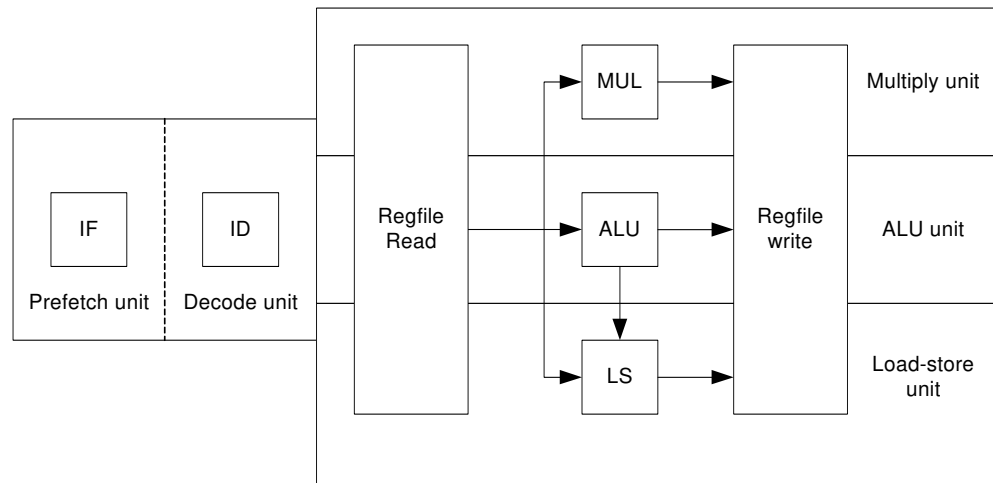 MUL
Multiply unit
IF
ID
Regfile
Read
ALU
Regfile
write
ALU unit
Prefetch unit
Decode unit
LS
Load-store
unit